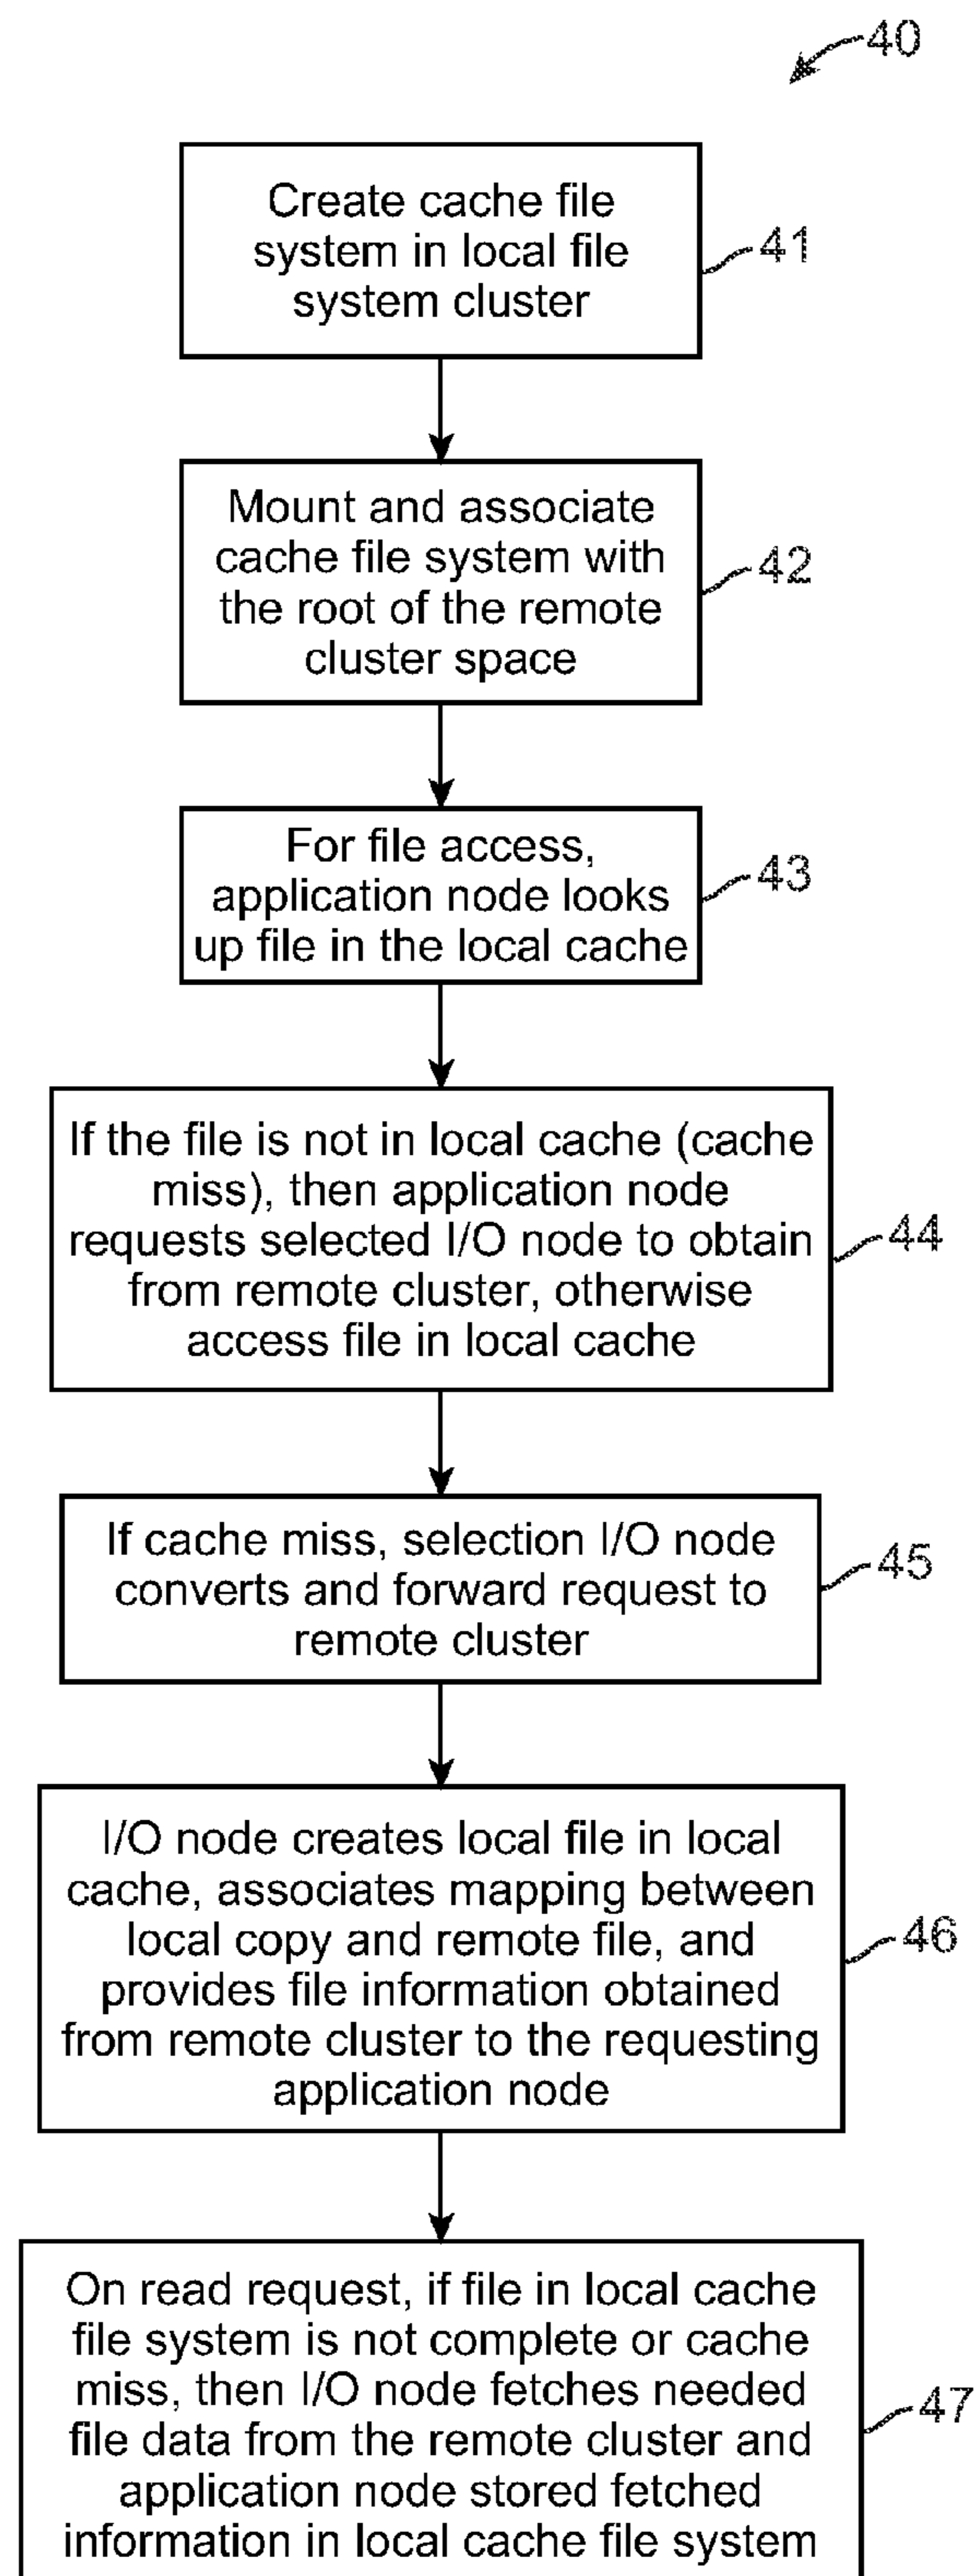 40
Create cache file
system in local file
system cluster
41
Mount and associate
cache file system with
the root of the remote
cluster space
42
For file access,
application node looks
up file in the local cache
43
If the file is not in local cache (cache
miss), then application node
requests selected I/O node to obtain
from remote cluster, otherwise
access file in local cache
44
If cache miss, selection I/O node
converts and forward request to
remote cluster
45
I/O node creates local file in local
cache, associates mapping between
local copy and remote file, and
provides file information obtained
from remote cluster to the requesting
application node
46
On read request, if file in local cache
file system is not complete or cache
miss, then I/O node fetches needed
file data from the remote cluster and
application node stored fetched
information in local cache file system
47